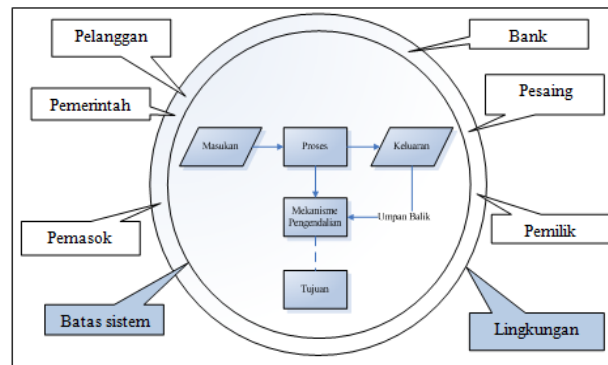 Pelanggan
Bank
Pemerintah
Pesaing
Masukan
Proses
Keluaran
Mekanisme
Pengendalian
Umpan Balik
Pemasok
Pemilik
Tujuan
Batas sistem
Lingkungan